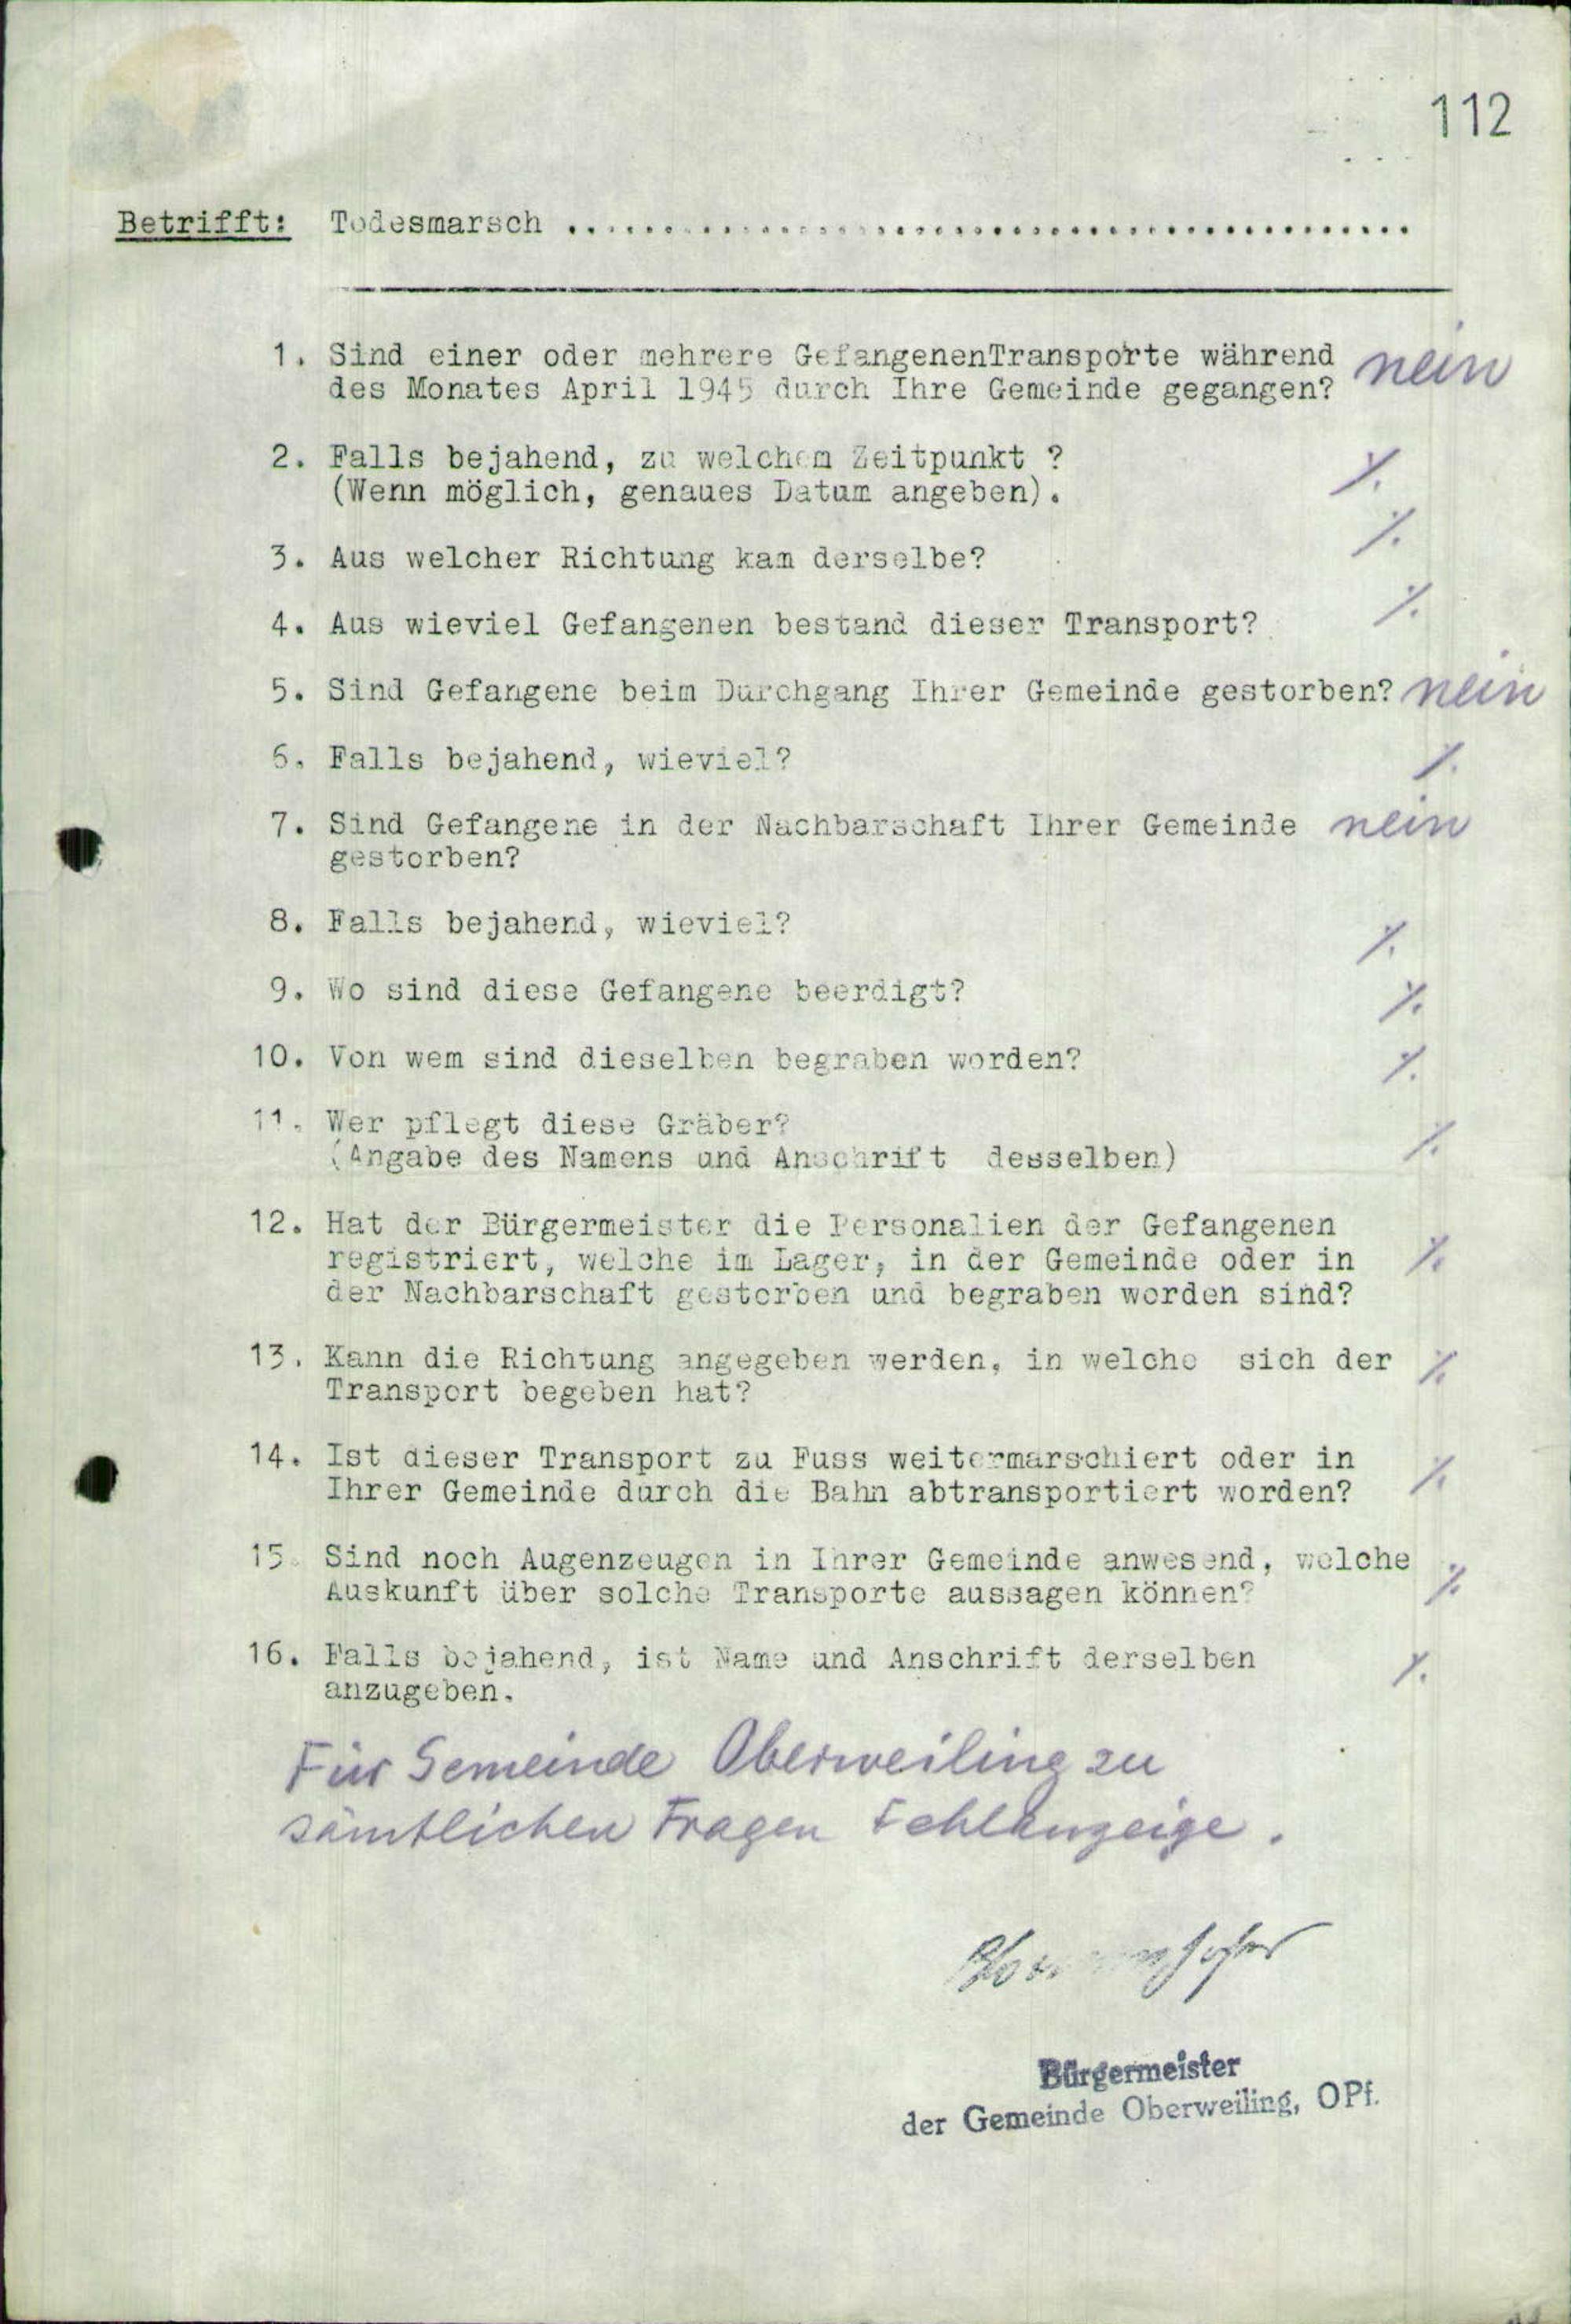 112
Betrifft: Todesmarsch ............................................
1. Sind einer oder mehrere GefangenenTransporte während nein
des Monates April 1945 durch Ihre Gemeinde gegangen?
2. Falls bejahend, zu welchem Zeitpunkt ? ⁒
(Wenn möglich, genaues Datum angeben).
3. Aus welcher Richtung kam derselbe? ⁒
4. Aus wieviel Gefangenen bestand dieser Transport? ⁒
5. Sind Gefangene beim Durchgang Ihrer Gemeinde gestorben? nein
6. Falls bejahend, wieviel? ⁒
7. Sind Gefangene in der Nachbarschaft Ihrer Gemeinde nein
gestorben?
8. Falls bejahend, wieviel? ⁒
9. Wo sind diese Gefangene beerdigt? ⁒
10. Von wem sind dieselben begraben worden? ⁒
11. Wer pflegt diese Gräber? ⁒
(Angabe des Namens und Anschrift desselben)
12. Hat der Bürgermeister die Personalien der Gefangenen
registriert, welche im Lager, in der Gemeinde oder in ⁒
der Nachbarschaft gestorben und begraben worden sind?
13. Kann die Richtung angegeben werden, in welche sich der ⁒
Transport begeben hat?
14. Ist dieser Transport zu Fuss weitermarschiert oder in ⁒
Ihrer Gemeinde durch die Bahn abtransportiert worden?
15. Sind noch Augenzeugen in Ihrer Gemeinde anwesend, welche ⁒
Auskunft über solche Transporte aussagen können?
16. Falls bejahend, ist Name und Anschrift derselben ⁒
anzugeben.
Für Gemeinde Oberweiling zu
sämtlichen Fragen Fehlanzeige.
Bürgermeister
der Gemeinde Oberweiling, OPf.